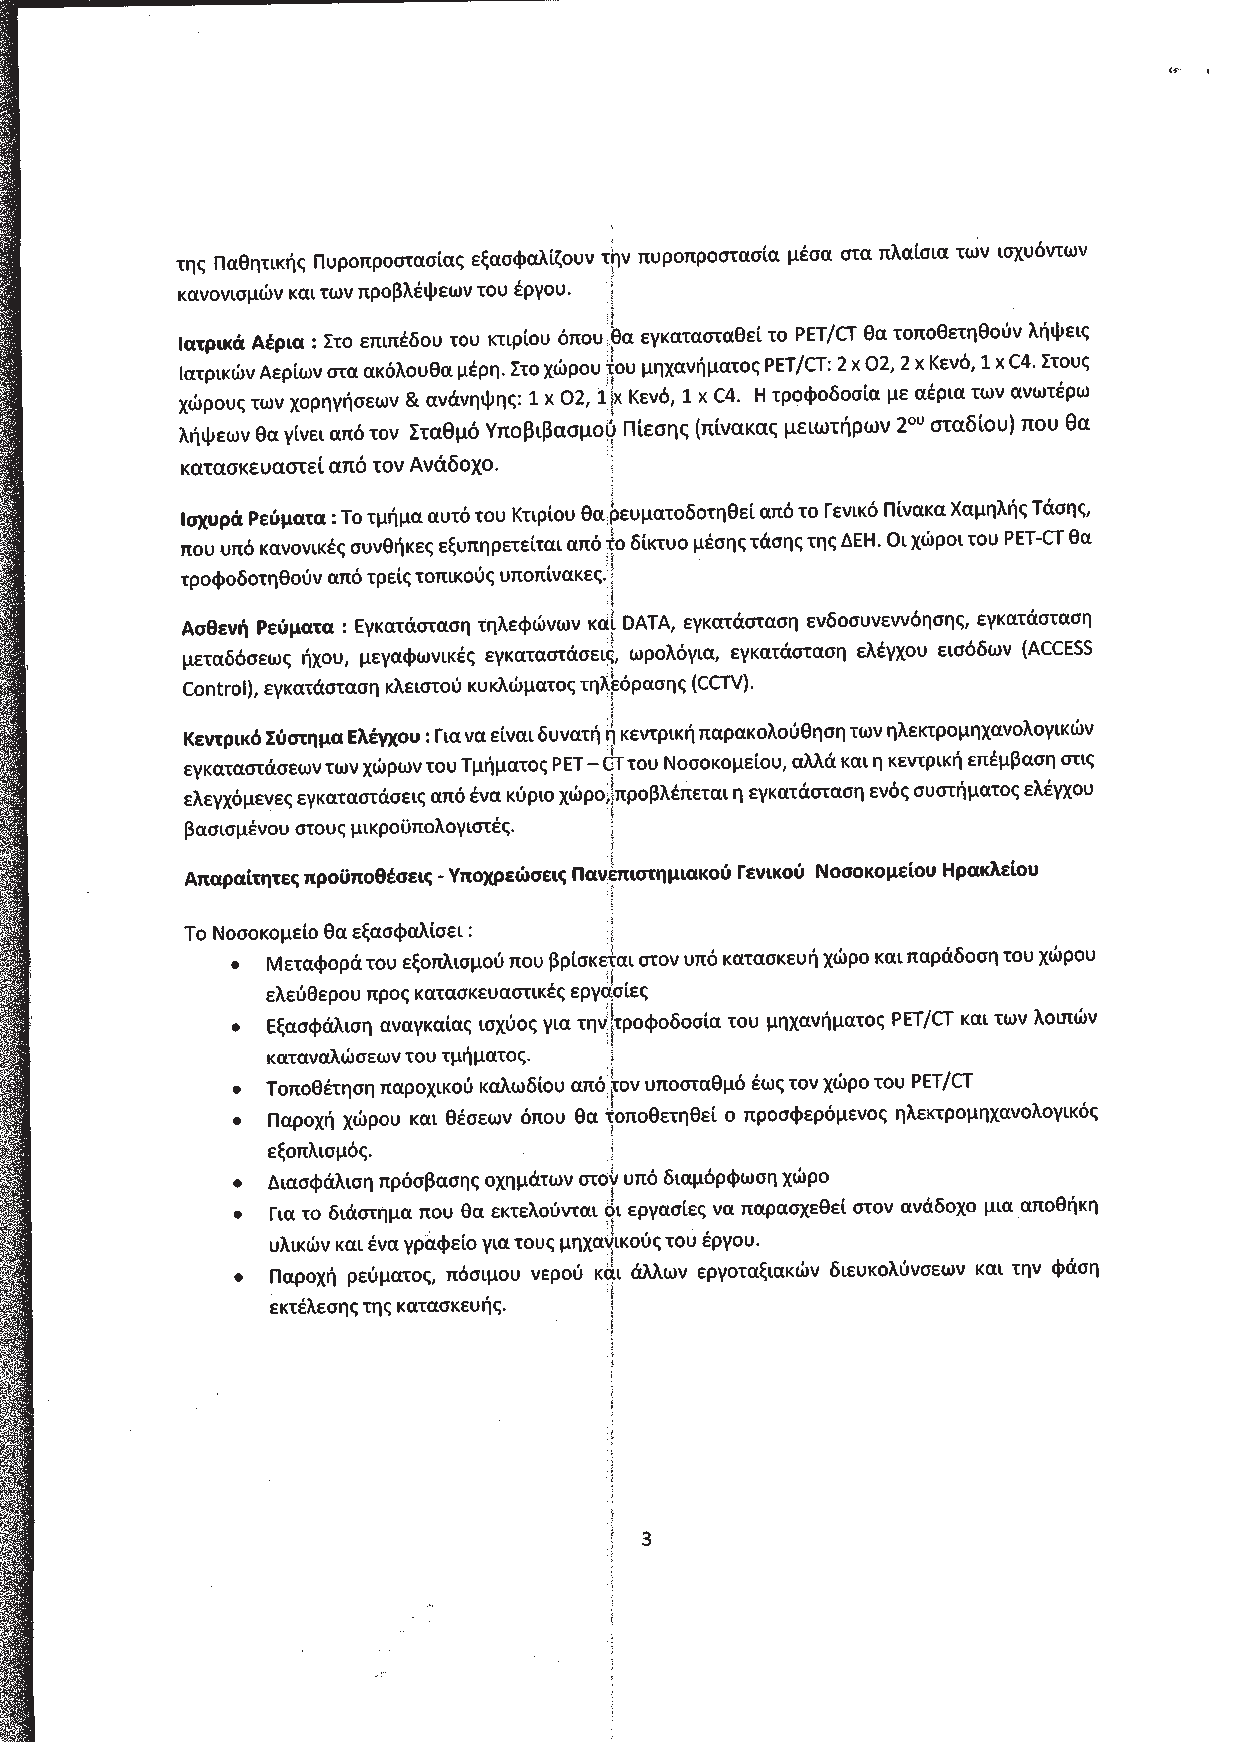 της Παθητικής Πυροπροστασίας εξασφαλίζουν την πυροπροστασία μέσα στα πλαίσια των ισχυόντων
κανονισμών και των προβλέψεων του έργου.
Ιατρικά Αέρια : Στο επιπέδου του κτιρίου όπου θα εγκατασταθεί το PET/CT θα τοποθετηθούν λήψεις
Ιατρικών Αερίων στα ακόλουθα μέρη. Στο χώρου του μηχανήματος PET/CT: 2 x O2, 2 x Κενό, 1 x C4. Στους
χώρους των χορηγήσεων & ανάνηψης: 1 x O2, 1 x Κενό, 1 x C4. Η τροφοδοσία με αέρια των ανωτέρω
λήψεων θα γίνει από τον Σταθμό Υποβιβασμού Πίεσης (πίνακας μειωτήρων 2ου σταδίου) που θα
κατασκευαστεί από τον Ανάδοχο.
Ισχυρά Ρεύματα : Το τμήμα αυτό του Κτιρίου θα ρευματοδοτηθεί από το Γενικό Πίνακα Χαμηλής Τάσης,
που υπό κανονικές συνθήκες εξυπηρετείται από το δίκτυο μέσης τάσης της ΔΕΗ. Οι χώροι του PET-CT θα
τροφοδοτηθούν από τρείς τοπικούς υποπίνακες.
Ασθενή Ρεύματα : Εγκατάσταση τηλεφώνων και DATA, εγκατάσταση ενδοσυνεννόησης, εγκατάσταση
μεταδόσεως ήχου, μεγαφωνικές εγκαταστάσεις, ωρολόγια, εγκατάσταση ελέγχου εισόδων (ACCESS
Control), εγκατάσταση κλειστού κυκλώματος τηλεόρασης (CCTV).
Κεντρικό Σύστημα Ελέγχου : Για να είναι δυνατή η κεντρική παρακολούθηση των ηλεκτρομηχανολογικών
εγκαταστάσεων των χώρων του Τμήματος PET – CT του Νοσοκομείου, αλλά και η κεντρική επέμβαση στις
ελεγχόμενες εγκαταστάσεις από ένα κύριο χώρο, προβλέπεται η εγκατάσταση ενός συστήματος ελέγχου
βασισμένου στους μικροϋπολογιστές.
Απαραίτητες προϋποθέσεις - Υποχρεώσεις Πανεπιστημιακού Γενικού Νοσοκομείου Ηρακλείου
Το Νοσοκομείο θα εξασφαλίσει :
• Μεταφορά του εξοπλισμού που βρίσκεται στον υπό κατασκευή χώρο και παράδοση του χώρου
ελεύθερου προς κατασκευαστικές εργασίες
• Εξασφάλιση αναγκαίας ισχύος για την τροφοδοσία του μηχανήματος PET/CT και των λοιπών
καταναλώσεων του τμήματος.
• Τοποθέτηση παροχικού καλωδίου από τον υποσταθμό έως τον χώρο του PET/CT
• Παροχή χώρου και θέσεων όπου θα τοποθετηθεί ο προσφερόμενος ηλεκτρομηχανολογικός
εξοπλισμός.
• Διασφάλιση πρόσβασης οχημάτων στον υπό διαμόρφωση χώρο
• Για το διάστημα που θα εκτελούνται οι εργασίες να παρασχεθεί στον ανάδοχο μια αποθήκη
υλικών και ένα γραφείο για τους μηχανικούς του έργου.
• Παροχή ρεύματος, πόσιμου νερού και άλλων εργοταξιακών διευκολύνσεων και την φάση
εκτέλεσης της κατασκευής.
3